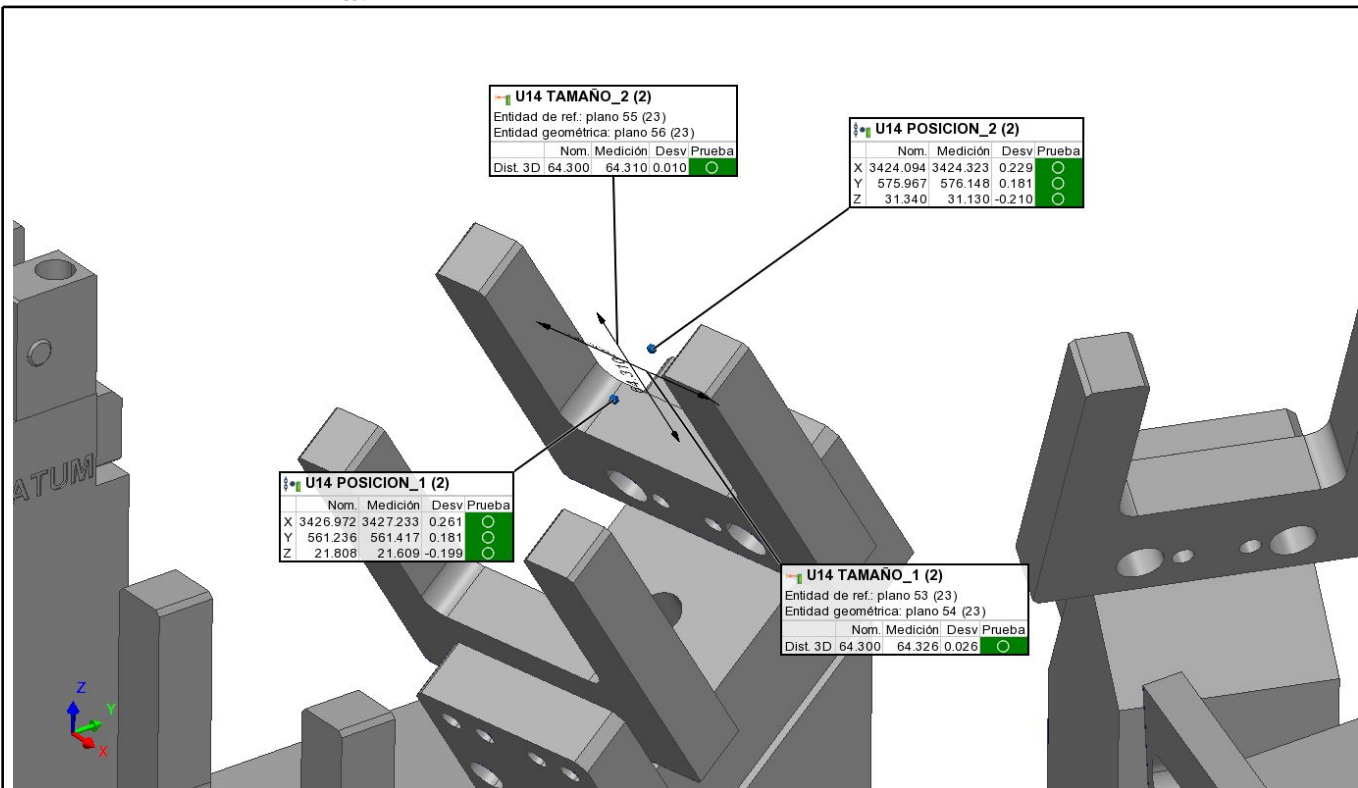 U14 TAMAÑO_2 (2)
Entidad de ref.: plano 55 (23)
Entidad geométrica: plano 56 (23)
Nom. Medición Desv Prueba
Dist. 3D 64.300 64.310 0.010
U14 POSICION_2 (2)
Nom. Medición Desv Prueba
X 3424.094 3424.323 0.229
Y 575.967 576.148 0.181
Z 31.340 31.130 -0.210
64.310
ATUM
U14 POSICION_1 (2)
Nom. Medición Desv Prueba
X 3426.972 3427.233 0.261
Y 561.236 561.417 0.181
Z 21.808 21.609 -0.199
U14 TAMAÑO_1 (2)
Entidad de ref.: plano 53 (23)
Entidad geométrica: plano 54 (23)
Nom. Medición Desv Prueba
Dist. 3D 64.300 64.326 0.026
Z
Y
X